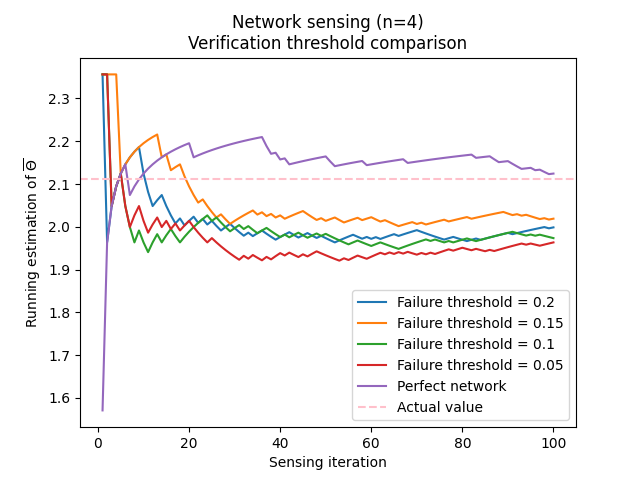 Network sensing (n=4)
Verification threshold comparison
Running estimation of Θ̅
2.3
2.2
2.1
2.0
1.9
1.8
1.7
1.6
Failure threshold = 0.2
Failure threshold = 0.15
Failure threshold = 0.1
Failure threshold = 0.05
Perfect network
Actual value
0 20 40 60 80 100
Sensing iteration